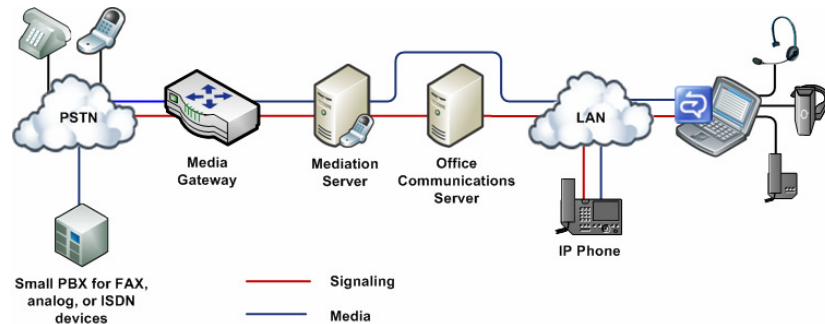 PSTN
Media
Gateway
Mediation
Server
Office
Communications
Server
LAN
IP Phone
Small PBX for FAX,
analog, or ISDN
devices
Signaling
Media